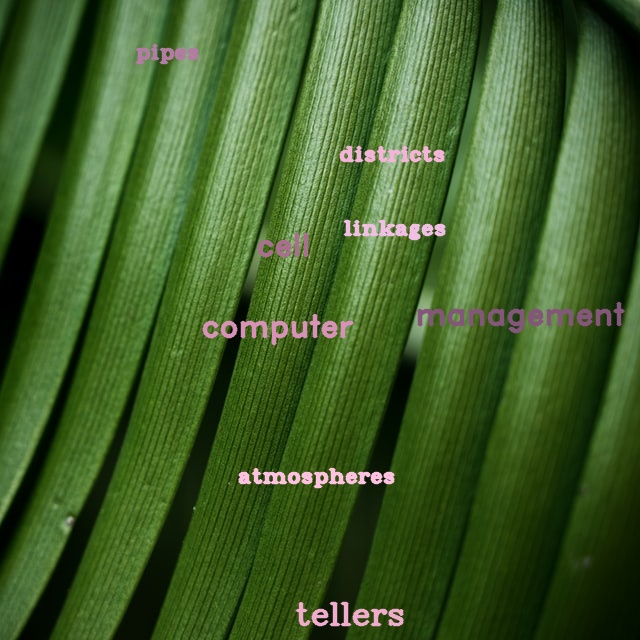 pipes
districts
linkages
cell
management
computer
atmospheres
tellers